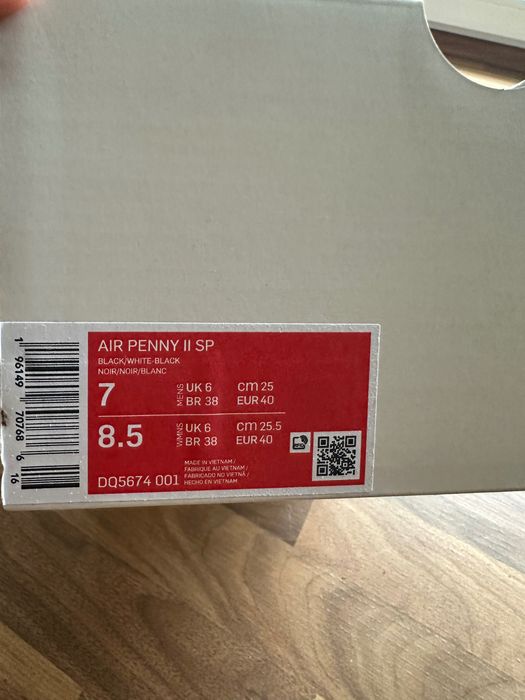 AIR PENNY II SP
BLACK/WHITE-BLACK
NOIR/NOIR/BLANC
7 MENS UK 6 CM 25
BR 38 EUR 40
8.5 WMNS UK 6 CM 25.5
BR 38 EUR 40
MADE IN VIETNAM /
FABRIQUE AU VIETNAM /
FABRICADO NO VIETNÃ /
DQ5674 001 HECHO EN VIETNAM
1 96149 70768 6 16